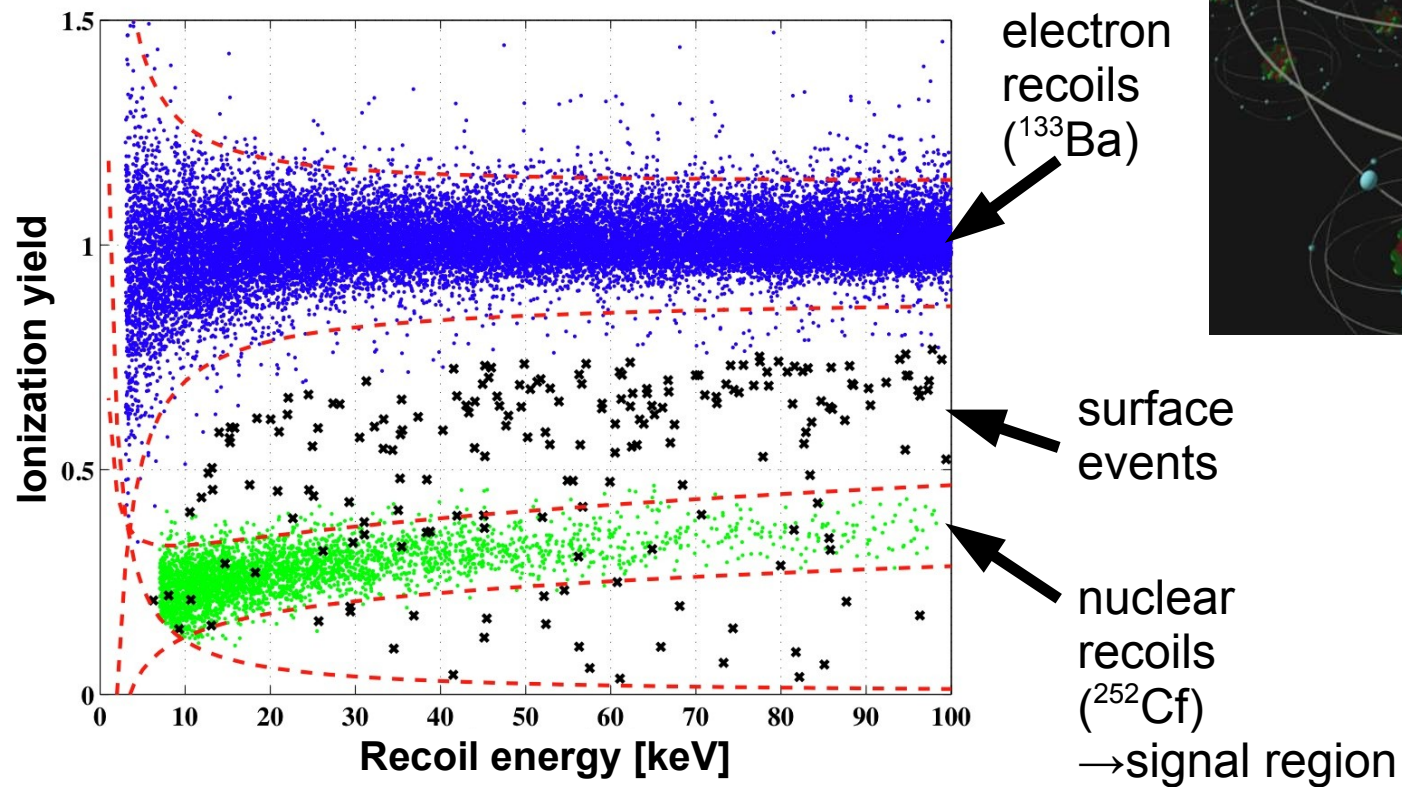 1.5
1
0.5
0
Ionization yield
0 10 20 30 40 50 60 70 80 90 100
Recoil energy [keV]
electron
recoils
(¹³³Ba)
surface
events
nuclear
recoils
(²⁵²Cf)
→signal region